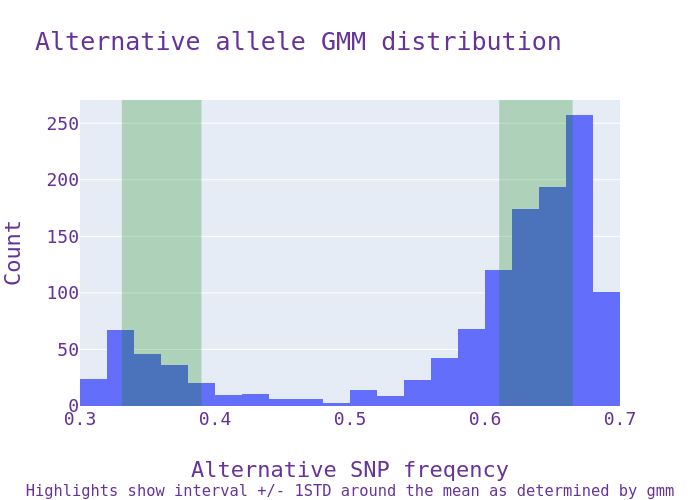 Alternative allele GMM distribution
250
200
150
100
50
0
Count
0.3 0.4 0.5 0.6 0.7
Alternative SNP freqency
Highlights show interval +/- 1STD around the mean as determined by gmm